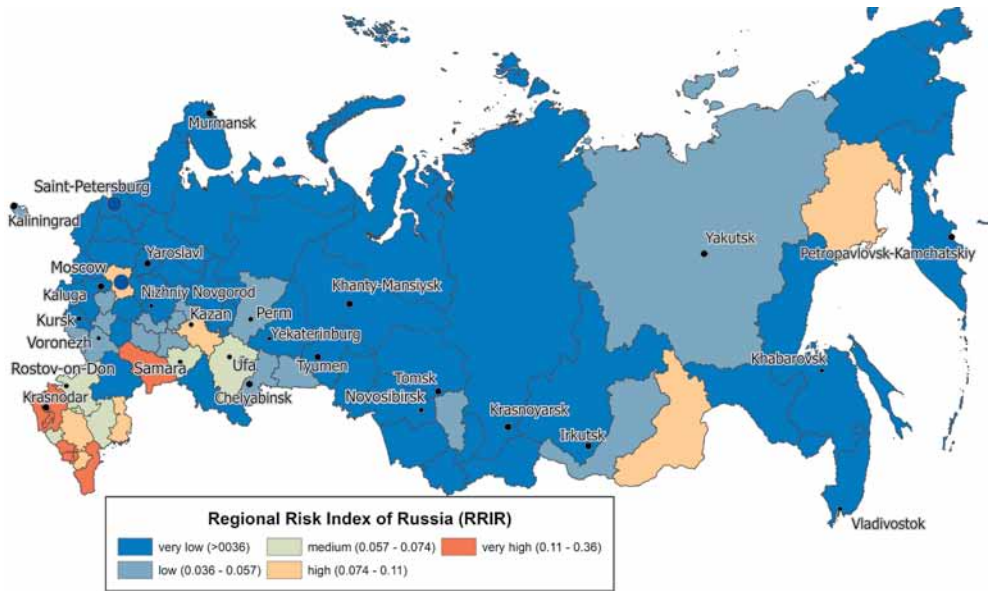 Murmansk
Saint-Petersburg
Kaliningrad
Yaroslavl
Yakutsk
Petropavlovsk-Kamchatskiy
Moscow
Kaluga
Nizhniy Novgorod
Khanty-Mansiysk
Kursk
Kazan
Perm
Voronezh
Yekaterinburg
Rostov-on-Don
Samara
Ufa
Tyumen
Khabarovsk
Krasnodar
Chelyabinsk
Tomsk
Novosibirsk
Krasnoyarsk
Irkutsk
Vladivostok
Regional Risk Index of Russia (RRIR)
very low (>0036) medium (0.057 - 0.074) very high (0.11 - 0.36)
low (0.036 - 0.057) high (0.074 - 0.11)